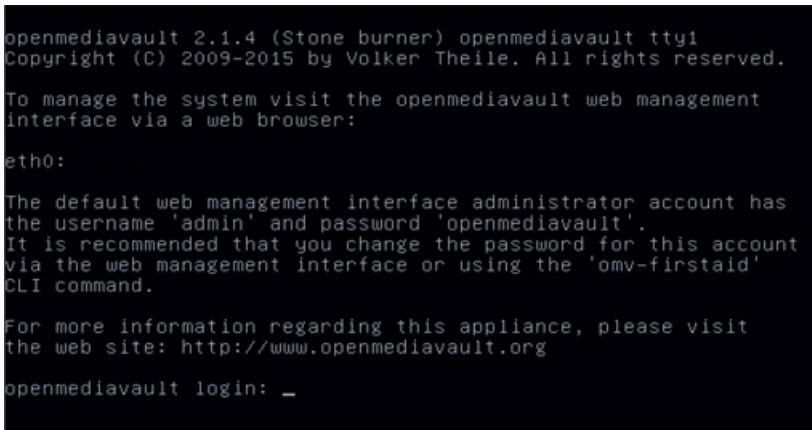 openmediavault 2.1.4 (Stone burner) openmediavault tty1
Copyright (C) 2009-2015 by Volker Theile. All rights reserved.
To manage the system visit the openmediavault web management
interface via a web browser:
eth0:
The default web management interface administrator account has
the username 'admin' and password 'openmediavault'.
It is recommended that you change the password for this account
via the web management interface or using the 'omv-firstaid'
CLI command.
For more information regarding this appliance, please visit
the web site: http://www.openmediavault.org
openmediavault login: _